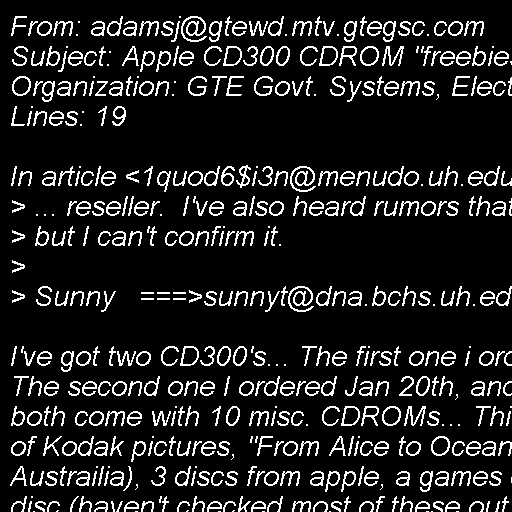 From: adamsj@gtewd.mtv.gtegsc.com
Subject: Apple CD300 CDROM "freebies
Organization: GTE Govt. Systems, Elect
Lines: 19

In article <1quod6$i3n@menudo.uh.edu
> ... reseller.  I've also heard rumors that
> but I can't confirm it.
>
> Sunny   ===>sunnyt@dna.bchs.uh.ed

I've got two CD300's... The first one i ord
The second one I ordered Jan 20th, and
both come with 10 misc. CDROMs... Thi
of Kodak pictures, "From Alice to Ocean
Austrailia), 3 discs from apple, a games
disc (haven't checked most of these out